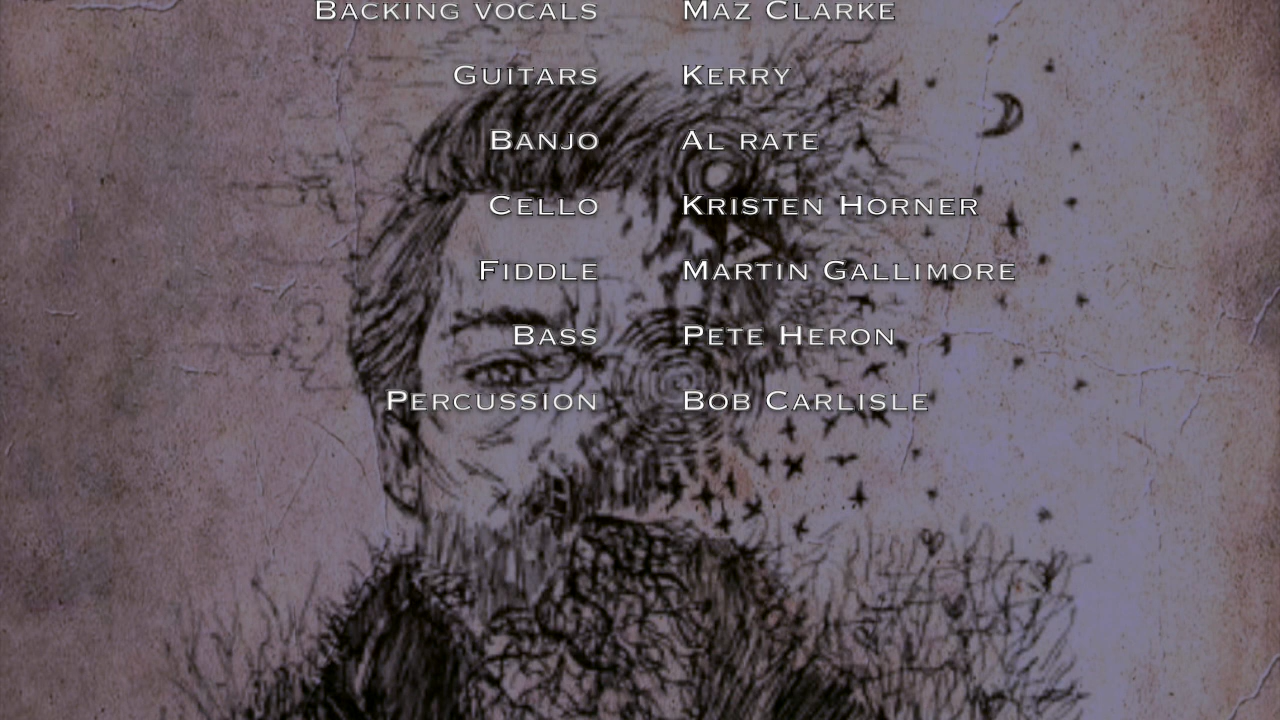 Backing vocals Maz Clarke
Guitars Kerry
Banjo Al rate
Cello Kristen Horner
Fiddle Martin Gallimore
Bass Pete Heron
Percussion Bob Carlisle